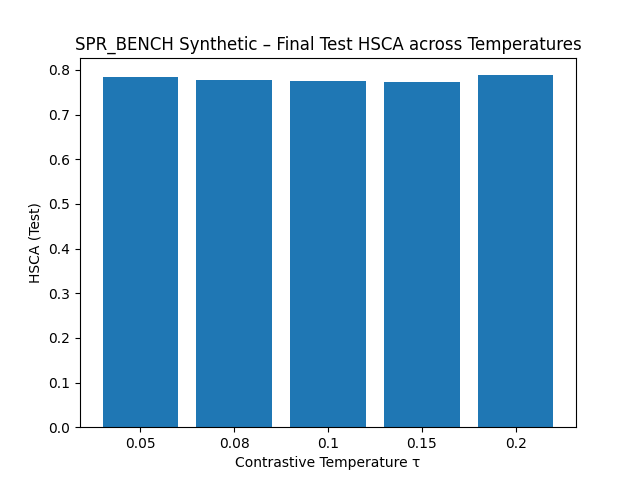 SPR_BENCH Synthetic – Final Test HSCA across Temperatures
HSCA (Test)
0.8
0.7
0.6
0.5
0.4
0.3
0.2
0.1
0.0
0.05 0.08 0.1 0.15 0.2
Contrastive Temperature τ